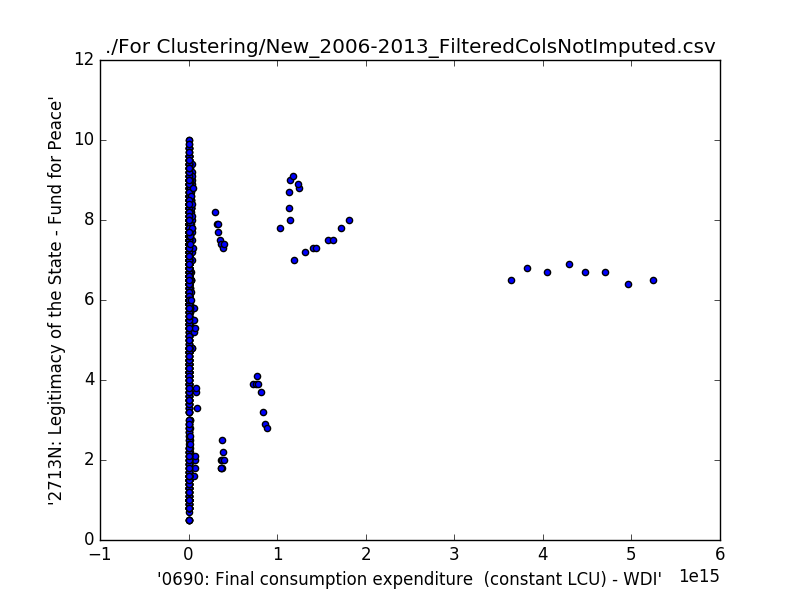 ./For Clustering/New_2006-2013_FilteredColsNotImputed.csv
12
10
8
6
4
2
0
'2713N: Legitimacy of the State - Fund for Peace'
−1 0 1 2 3 4 5 6
1e15
'0690: Final consumption expenditure  (constant LCU) - WDI'